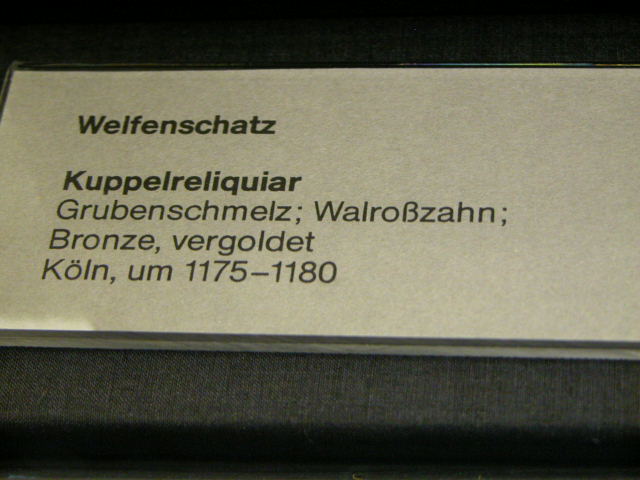 Welfenschatz
Kuppelreliquiar
Grubenschmelz; Walroßzahn;
Bronze, vergoldet
Köln, um 1175–1180